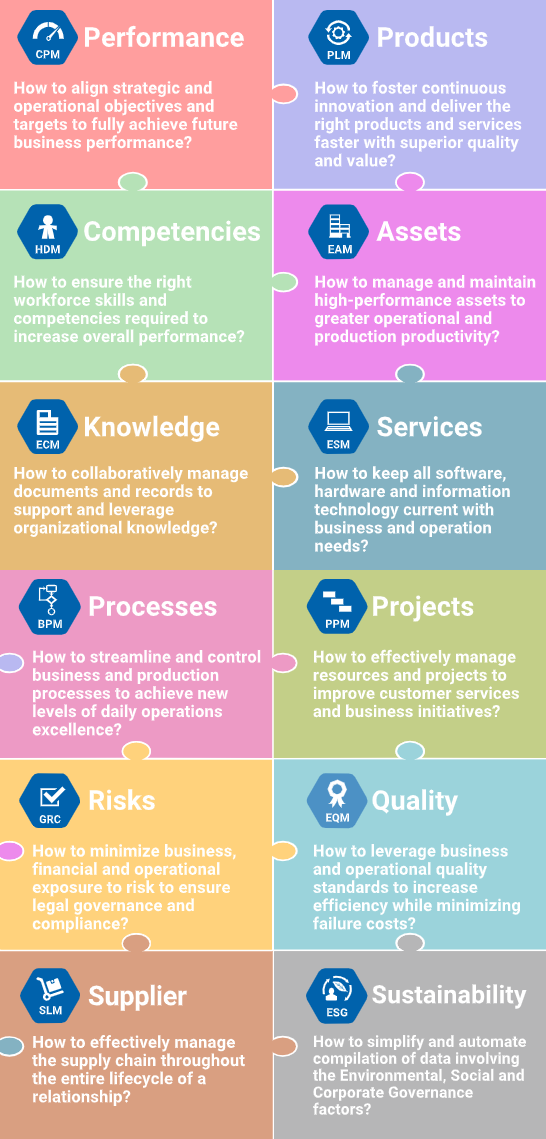 CPM
Performance
How to align strategic and
operational objectives and
targets to fully achieve future
business performance?
PLM
Products
How to foster continuous
innovation and deliver the
right products and services
faster with superior quality
and value?
HDM
Competencies
How to ensure the right
workforce skills and
competencies required to
increase overall performance?
EAM
Assets
How to manage and maintain
high-performance assets to
greater operational and
production productivity?
ECM
Knowledge
How to collaboratively manage
documents and records to
support and leverage
organizational knowledge?
ESM
Services
How to keep all software,
hardware and information
technology current with
business and operation
needs?
BPM
Processes
How to streamline and control
business and production
processes to achieve new
levels of daily operations
excellence?
PPM
Projects
How to effectively manage
resources and projects to
improve customer services
and business initiatives?
GRC
Risks
How to minimize business,
financial and operational
exposure to risk to ensure
legal governance and
compliance?
EQM
Quality
How to leverage business
and operational quality
standards to increase
efficiency while minimizing
failure costs?
SLM
Supplier
How to effectively manage
the supply chain throughout
the entire lifecycle of a
relationship?
ESG
Sustainability
How to simplify and automate
compilation of data involving
the Environmental, Social and
Corporate Governance
factors?